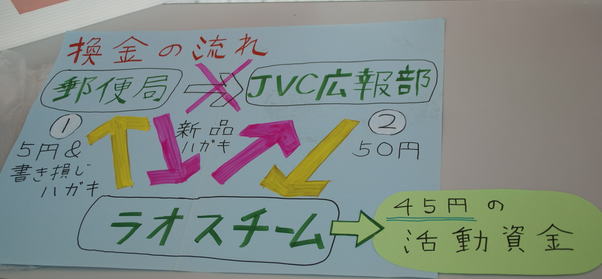 換金の流れ
郵便局
JVC広報部
①
5円&
書き損じ
ハガキ
新品
ハガキ
②
50円
ラオスチーム
45円の
活動資金